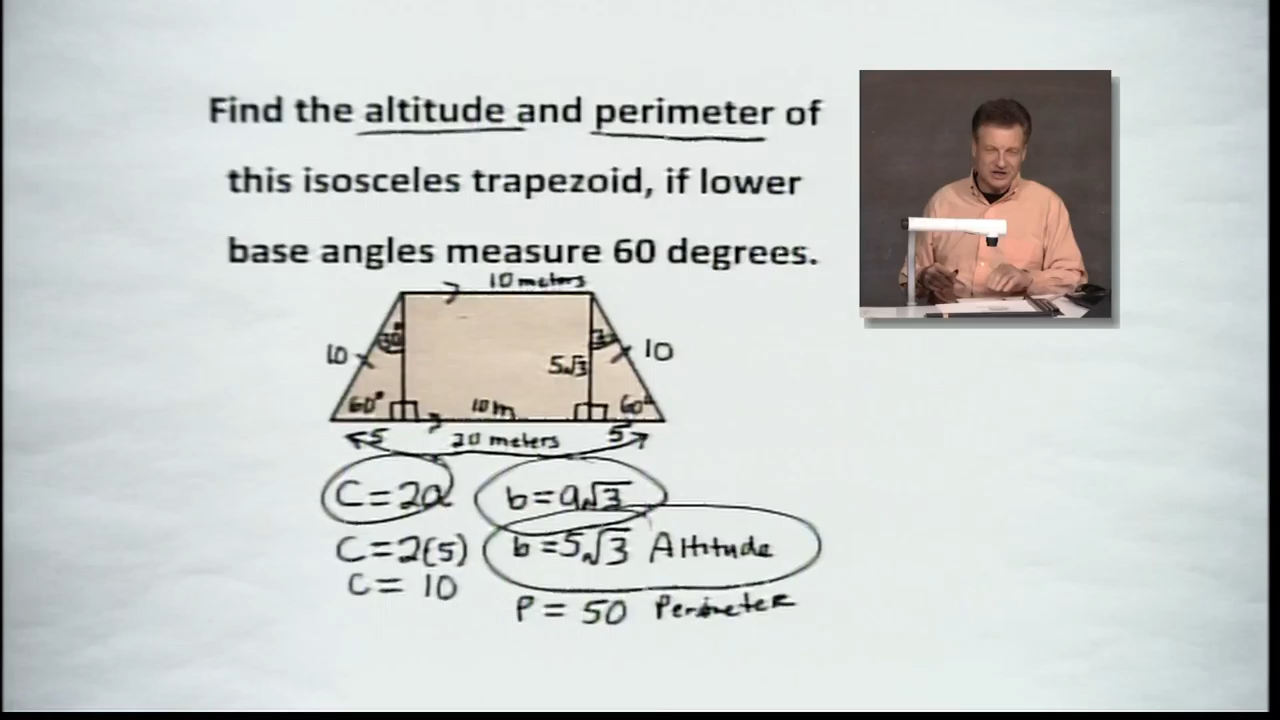 Find the altitude and perimeter of
this isosceles trapezoid, if lower
base angles measure 60 degrees.
10 meters
30°
10
5√3
10
60°
10m
60°
5
20 meters
5
C=2a
b=a√3
C=2(5)
b=5√3 Altitude
C=10
P=50 Perimeter